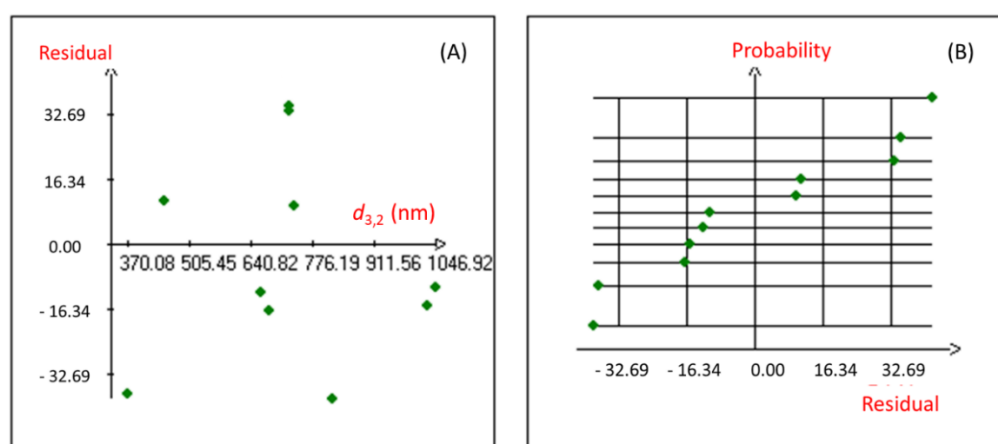 Residual
(A)
32.69
16.34
d3,2 (nm)
0.00
370.08 505.45 640.82 776.19 911.56 1046.92
- 16.34
- 32.69
Probability
(B)
- 32.69 - 16.34 0.00 16.34 32.69
Residual